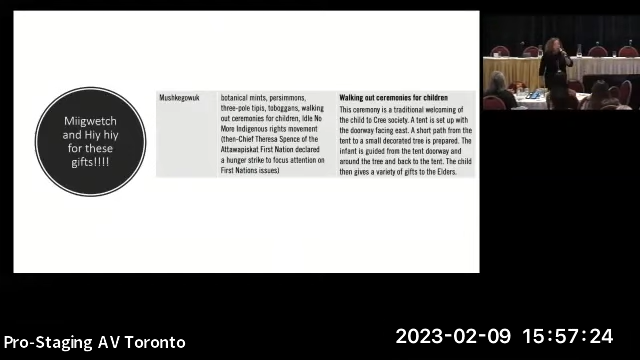 Miigwetch
and Hiy hiy
for these
gifts!!!!
Mushkegowuk
botanical mints, persimmons,
three-pole tipis, toboggans, walking
out ceremonies for children, Idle No
More Indigenous rights movement
(then-Chief Theresa Spence of the
Attawapiskat First Nation declared
a hunger strike to focus attention on
First Nations issues)
Walking out ceremonies for children
This ceremony is a traditional welcoming of
the child to Cree society. A tent is set up with
the doorway facing east. A short path from the
tent to a small decorated tree is prepared. The
infant is guided from the tent doorway and
around the tree and back to the tent. The child
then gives a variety of gifts to the Elders.
Pro-Staging AV Toronto
2023-02-09 15:57:24